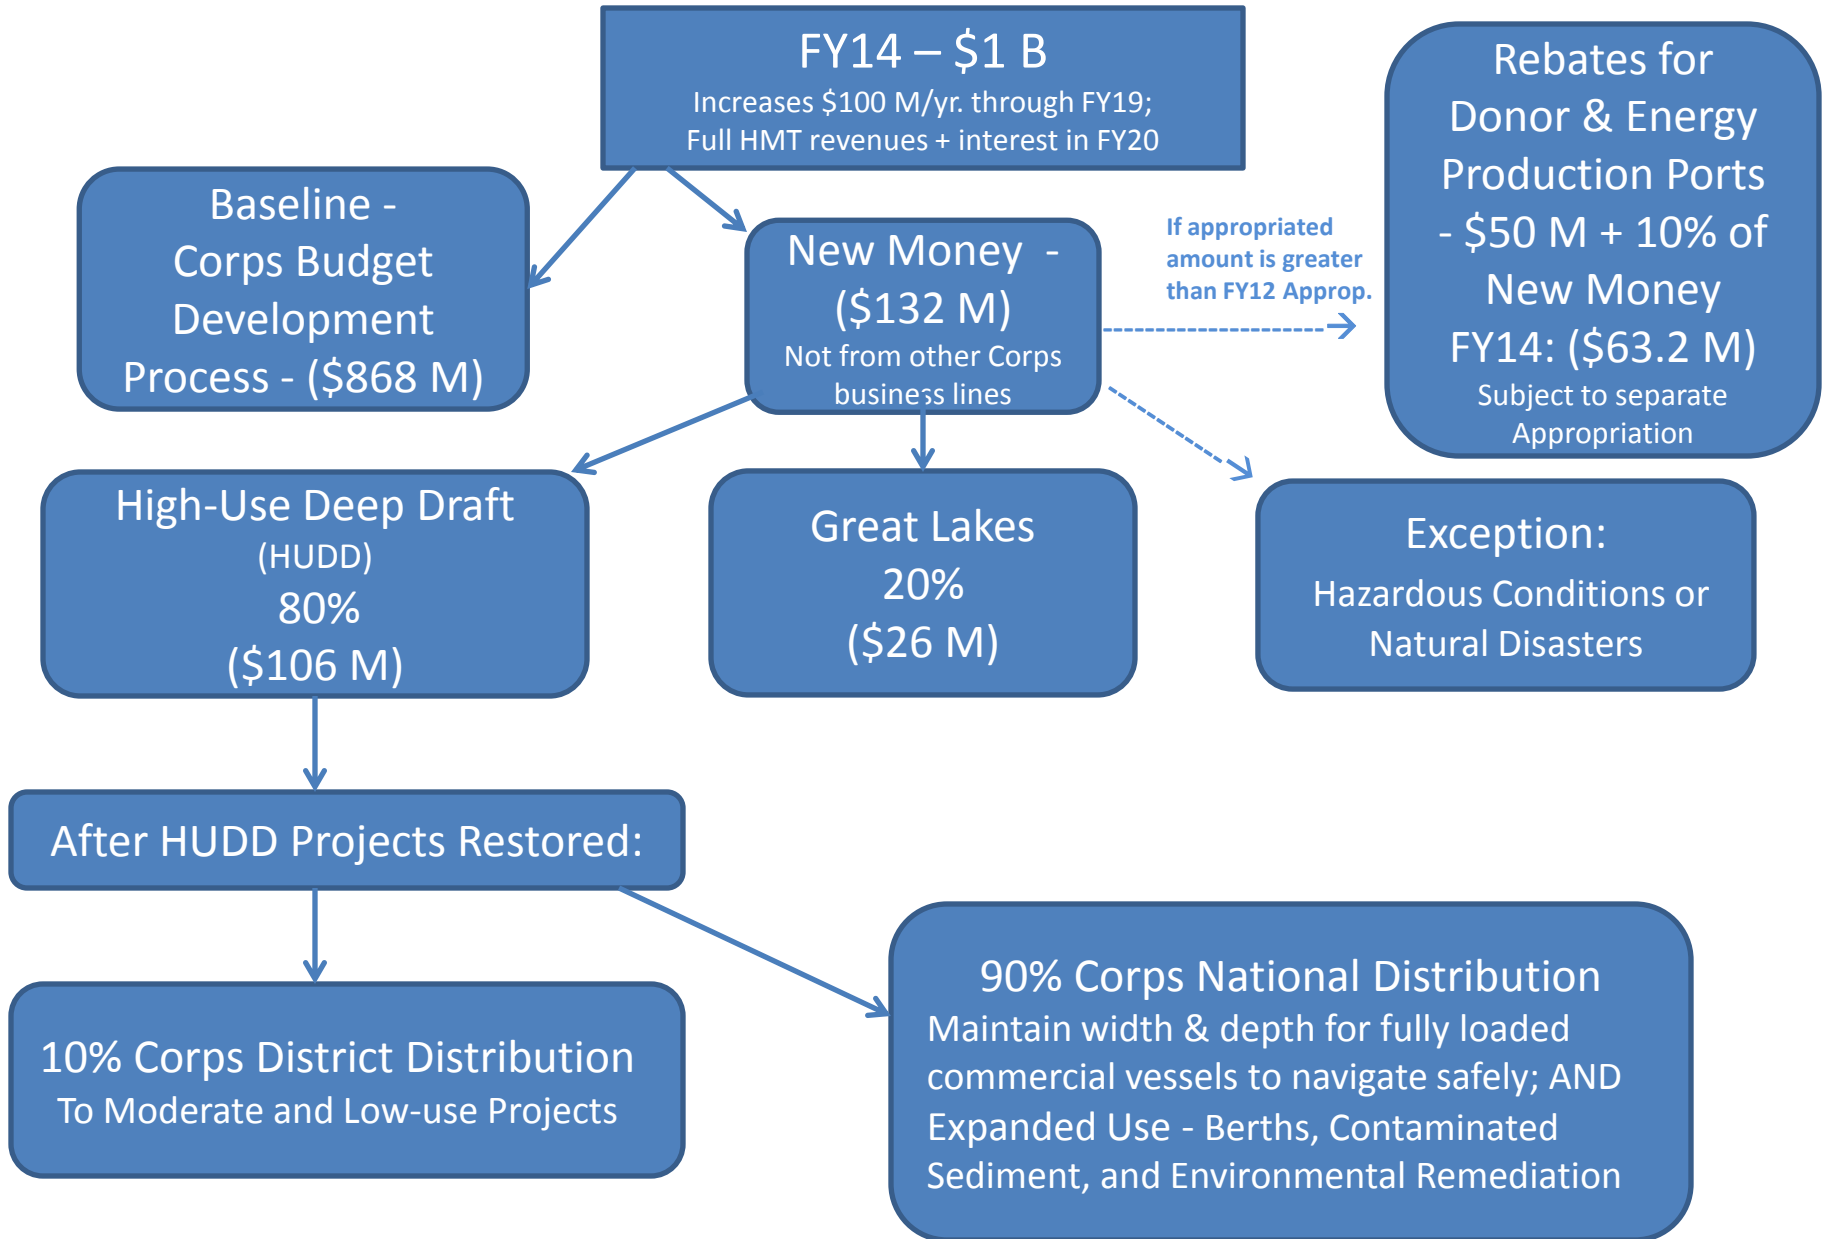 FY14 – $1 B
Increases $100 M/yr. through FY19;
Full HMT revenues + interest in FY20
Baseline -
Corps Budget
Development
Process - ($868 M)
New Money  -
($132 M)
Not from other Corps
business lines
If appropriated
amount is greater
than FY12 Approp.
Rebates for
Donor & Energy
Production Ports
- $50 M + 10% of
New Money
FY14: ($63.2 M)
Subject to separate
Appropriation
High-Use Deep Draft
(HUDD)
80%
($106 M)
Great Lakes
20%
($26 M)
Exception:
Hazardous Conditions or
Natural Disasters
After HUDD Projects Restored:
10% Corps District Distribution
To Moderate and Low-use Projects
90% Corps National Distribution
Maintain width & depth for fully loaded
commercial vessels to navigate safely; AND
Expanded Use - Berths, Contaminated
Sediment, and Environmental Remediation